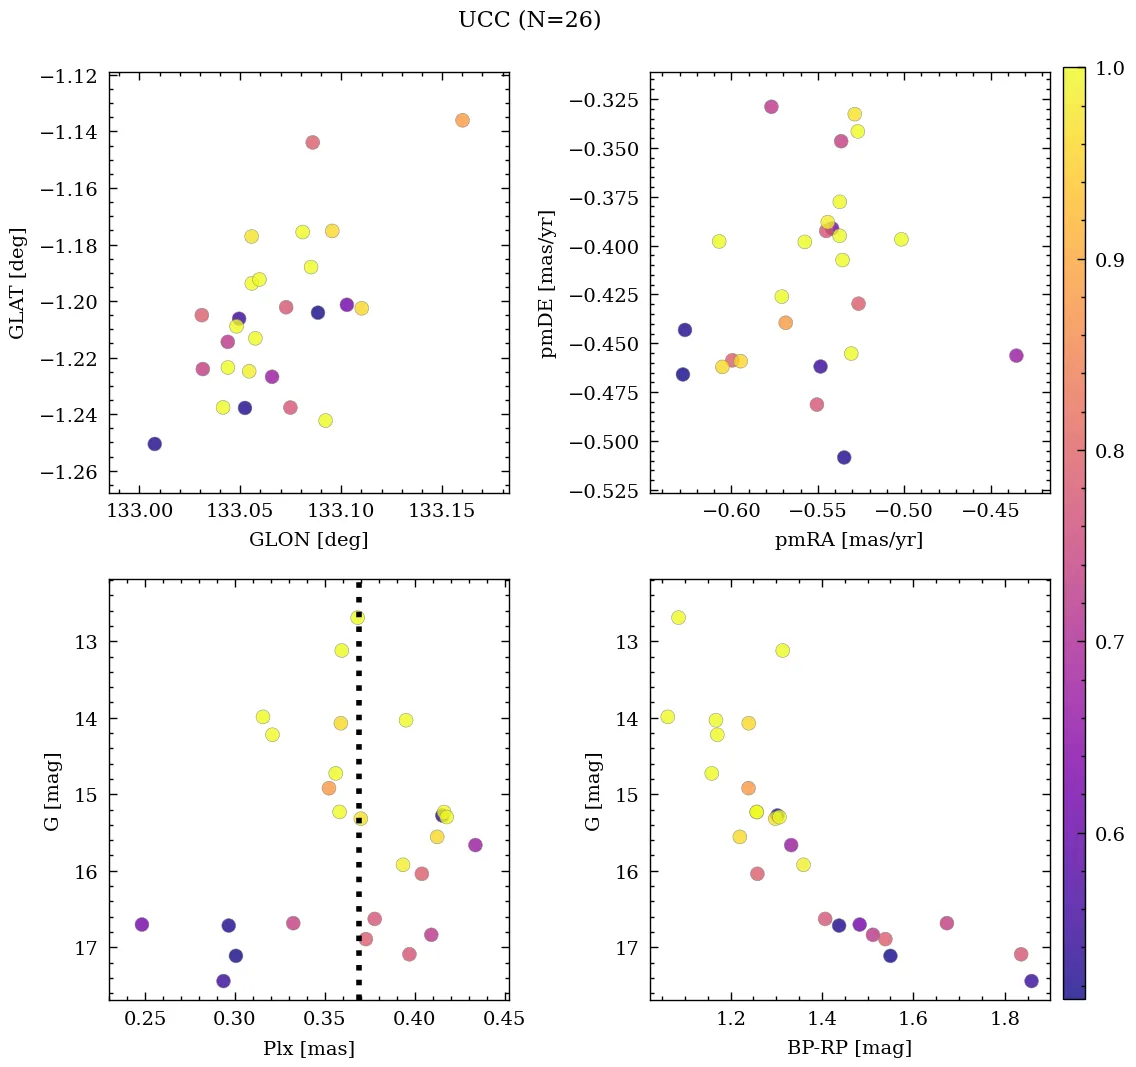 UCC (N=26)
−1.12
−1.14
−1.16
−1.18
−1.20
−1.22
−1.24
−1.26
GLAT [deg]
133.00 133.05 133.10 133.15
GLON [deg]
−0.325
−0.350
−0.375
−0.400
−0.425
−0.450
−0.475
−0.500
−0.525
pmDE [mas/yr]
−0.60 −0.55 −0.50 −0.45
pmRA [mas/yr]
13
14
15
16
17
G [mag]
0.25 0.30 0.35 0.40 0.45
Plx [mas]
13
14
15
16
17
G [mag]
1.2 1.4 1.6 1.8
BP-RP [mag]
1.0
0.9
0.8
0.7
0.6